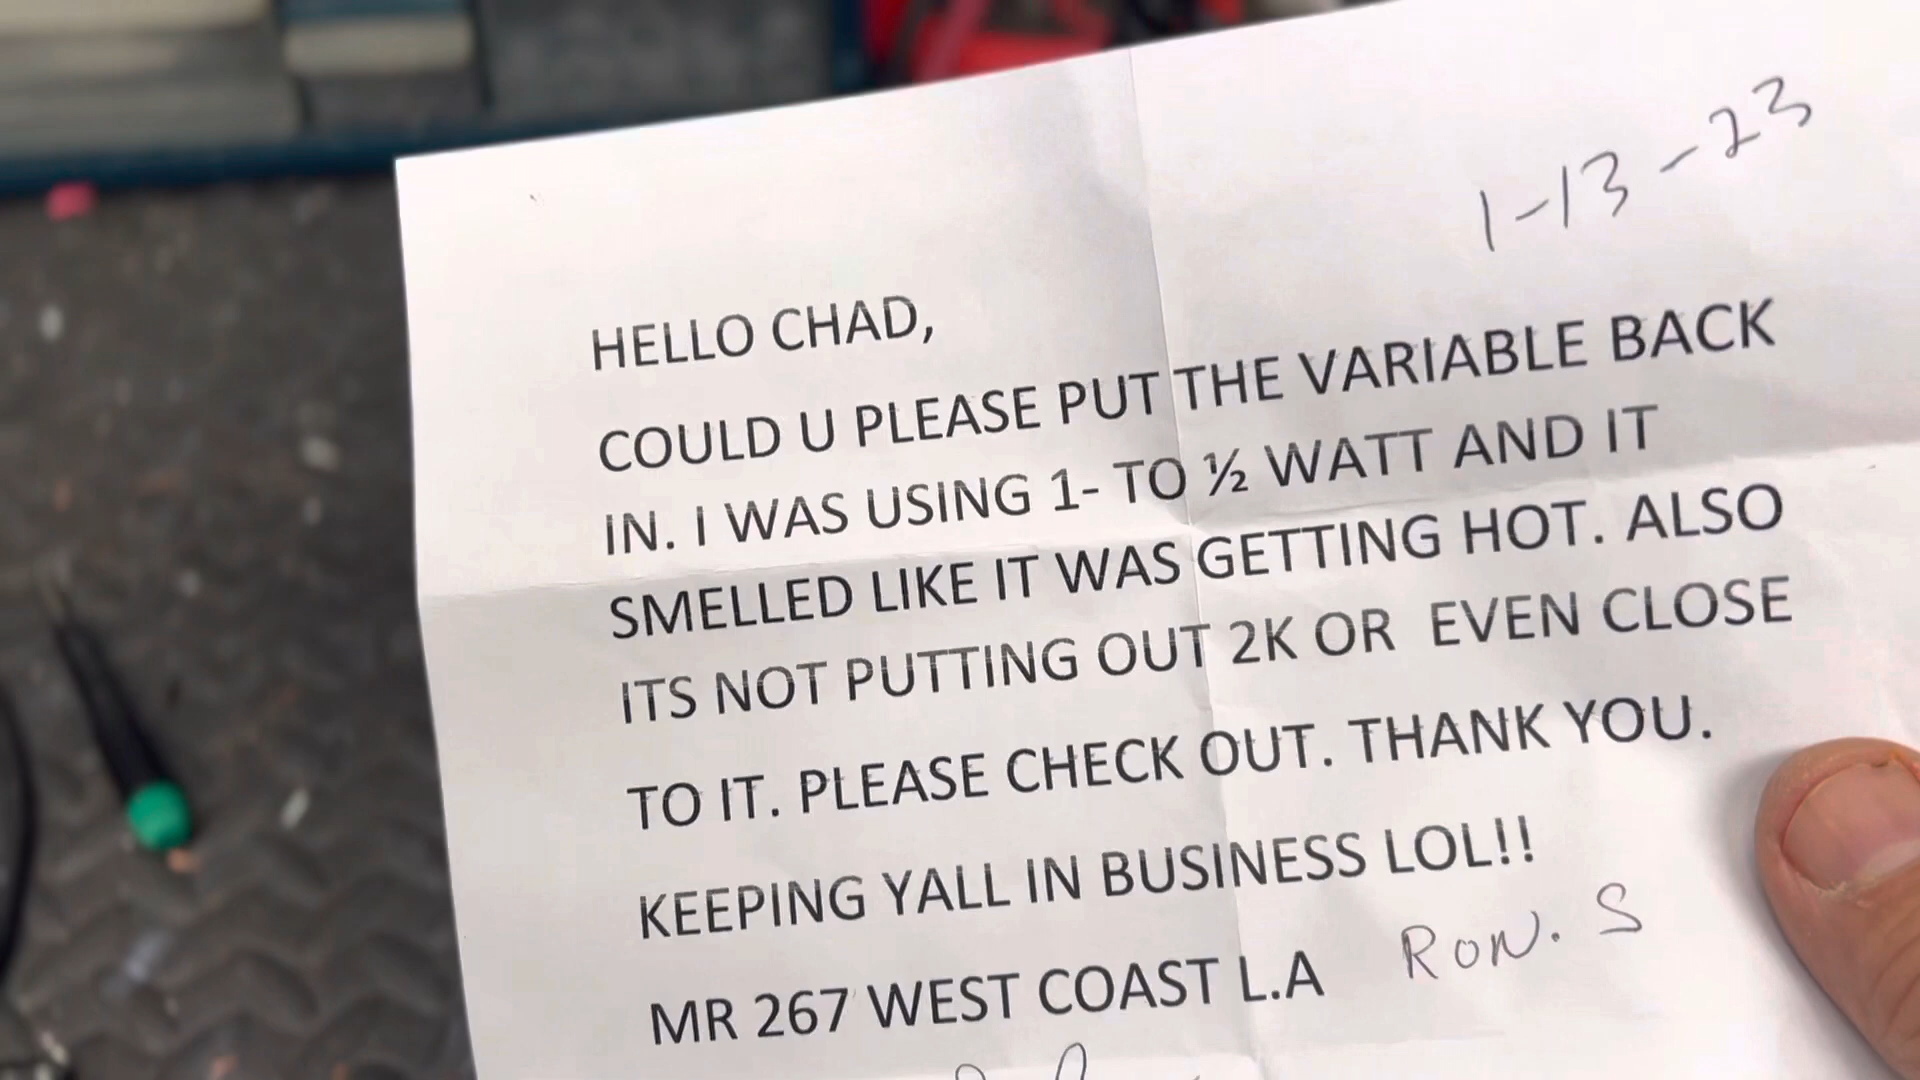 1-13-23
HELLO CHAD,
COULD U PLEASE PUT THE VARIABLE BACK
IN. I WAS USING 1- TO ½ WATT AND IT
SMELLED LIKE IT WAS GETTING HOT. ALSO
ITS NOT PUTTING OUT 2K OR EVEN CLOSE
TO IT. PLEASE CHECK OUT. THANK YOU.
KEEPING YALL IN BUSINESS LOL!!
MR 267 WEST COAST L.A RON. S